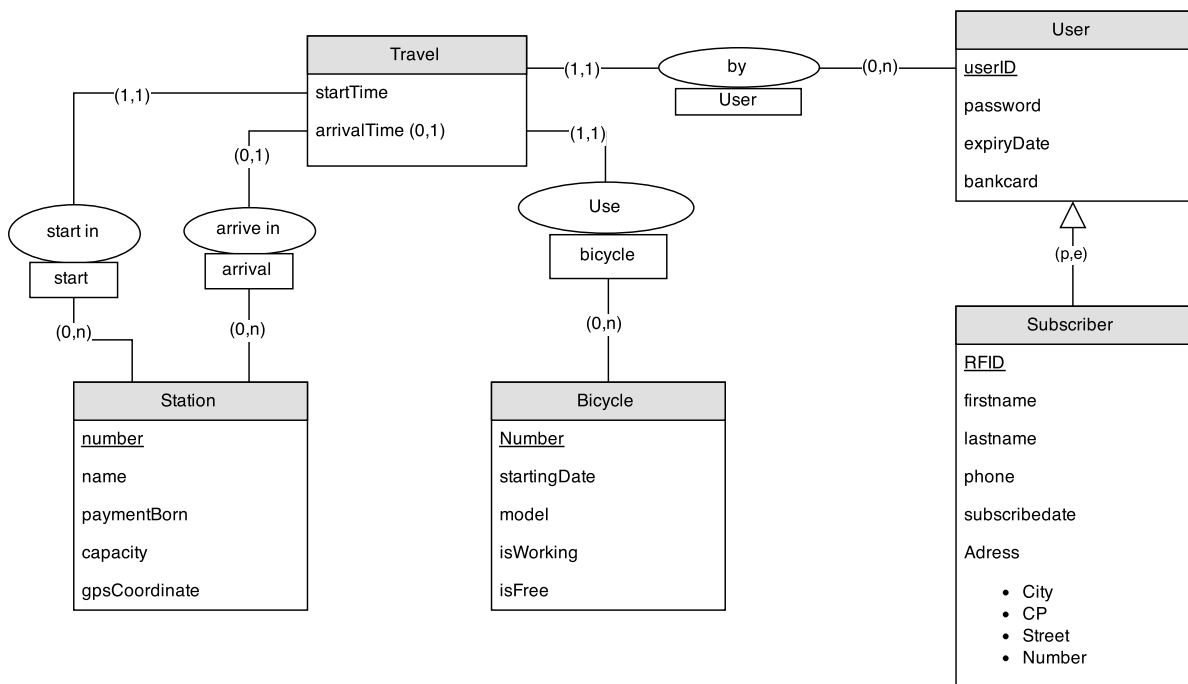 User
Travel
by
(1,1)
(0,n)
userID
startTime
(1,1)
User
password
arrivalTime (0,1)
(1,1)
(0,1)
expiryDate
bankcard
Use
start in
arrive in
bicycle
(p,e)
start
arrival
(0,n)
(0,n)
(0,n)
Subscriber
RFID
Station
Bicycle
firstname
number
Number
lastname
name
startingDate
phone
paymentBorn
model
subscribedate
capacity
isWorking
Adress
gpsCoordinate
isFree
• City
• CP
• Street
• Number